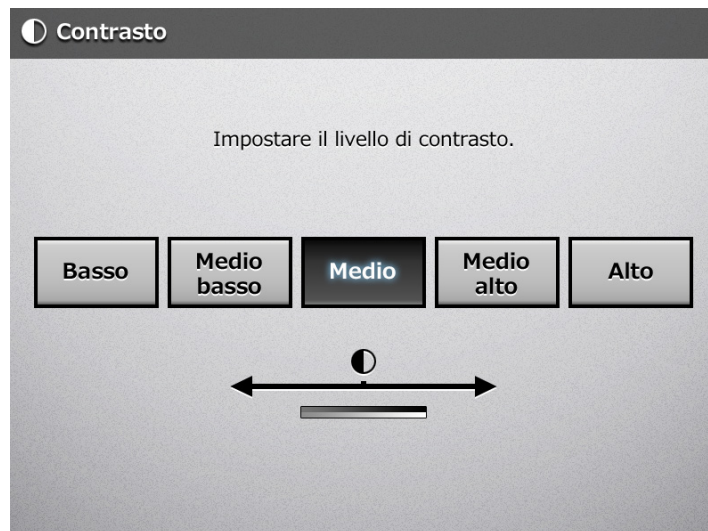 Contrasto
Impostare il livello di contrasto.
Basso
Medio
basso
Medio
Medio
alto
Alto